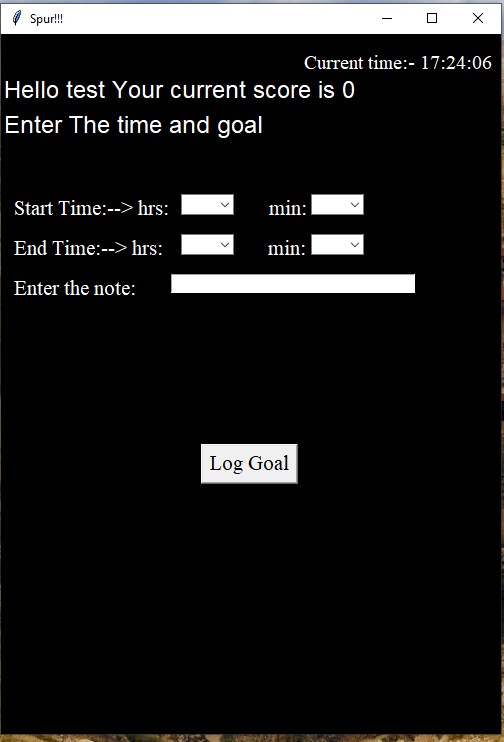 Spur!!!
Current time:- 17:24:06
Hello test Your current score is 0
Enter The time and goal
Start Time:--> hrs: min:
End Time:--> hrs: min:
Enter the note:
Log Goal